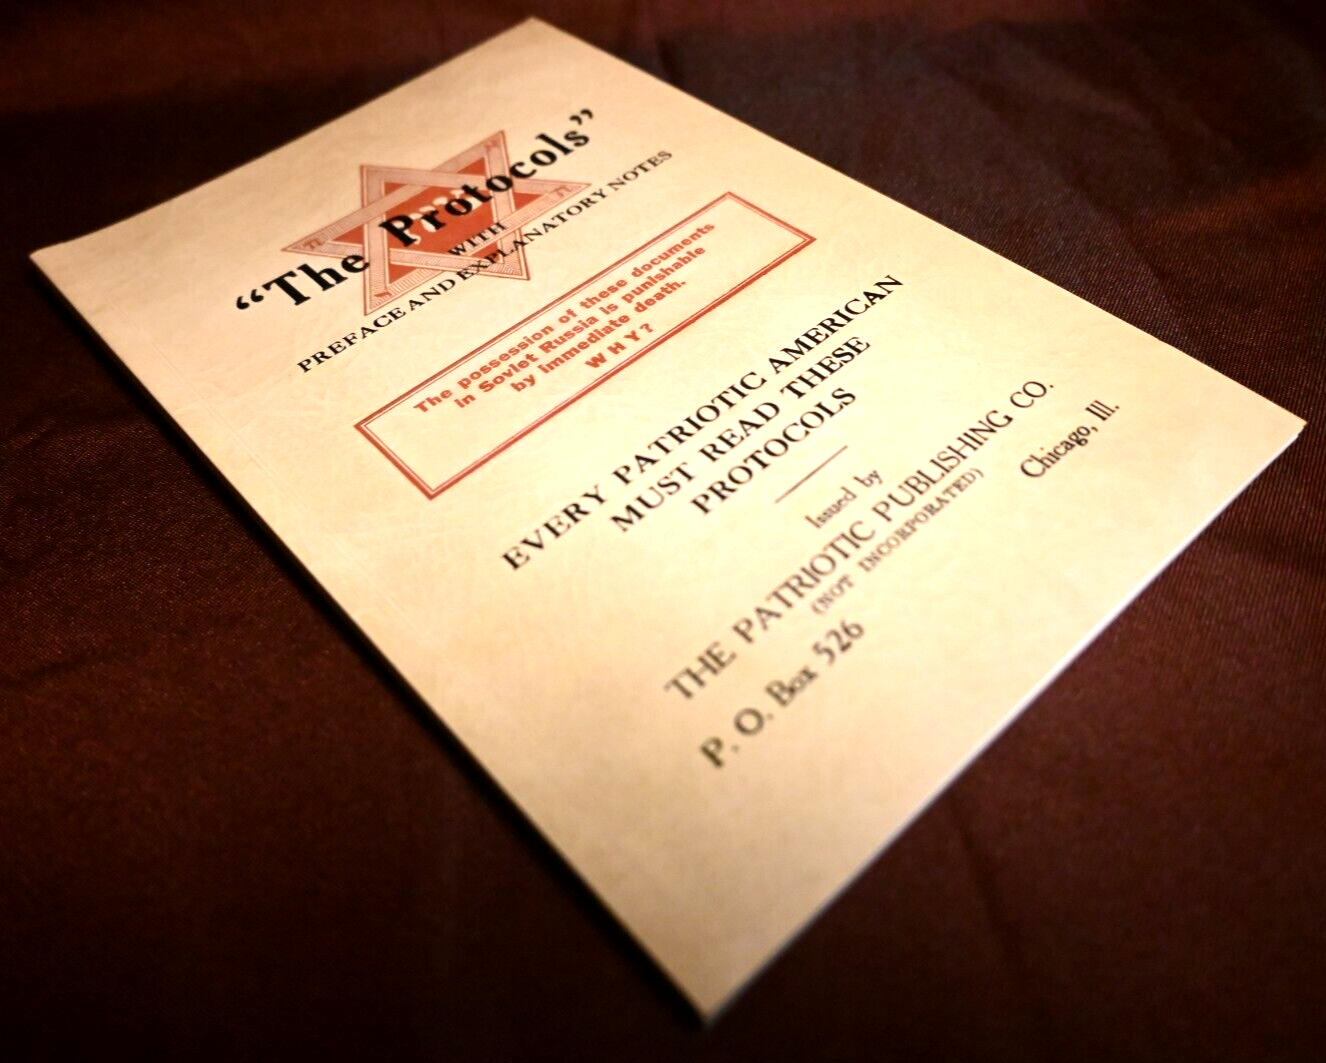 “The Protocols”
WITH
PREFACE AND EXPLANATORY NOTES
The possession of these documents
in Soviet Russia is punishable
by immediate death.
WHY?
EVERY PATRIOTIC AMERICAN
MUST READ THESE
PROTOCOLS
Issued by
THE PATRIOTIC PUBLISHING CO.
(NOT INCORPORATED)
P. O. Box 526
Chicago, Ill.